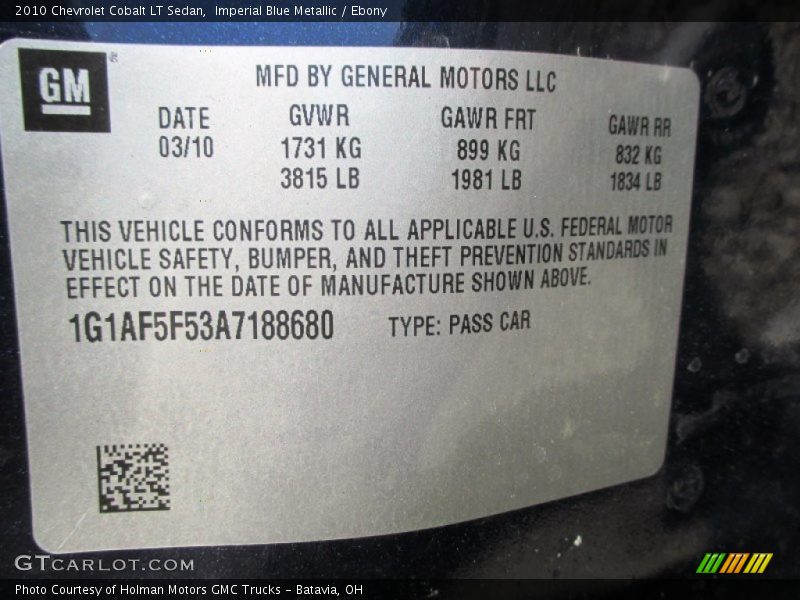 2010 Chevrolet Cobalt LT Sedan,  Imperial Blue Metallic / Ebony
GM ®
MFD BY GENERAL MOTORS LLC
DATE GVWR GAWR FRT GAWR RR
03/10 1731 KG 899 KG 832 KG
3815 LB 1981 LB 1834 LB
THIS VEHICLE CONFORMS TO ALL APPLICABLE U.S. FEDERAL MOTOR
VEHICLE SAFETY, BUMPER, AND THEFT PREVENTION STANDARDS IN
EFFECT ON THE DATE OF MANUFACTURE SHOWN ABOVE.
1G1AF5F53A7188680 TYPE: PASS CAR
GTCARLOT.COM
Photo Courtesy of Holman Motors GMC Trucks – Batavia, OH